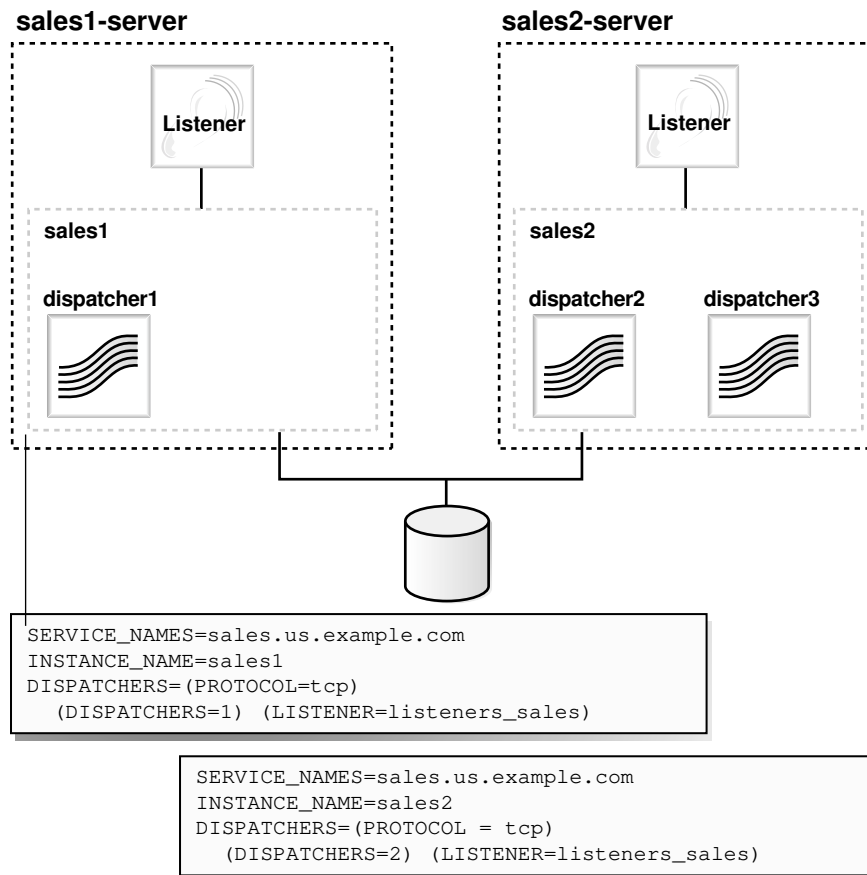 sales1-server
sales2-server
Listener
Listener
sales1
sales2
dispatcher1
dispatcher2
dispatcher3
SERVICE_NAMES=sales.us.example.com
INSTANCE_NAME=sales1
DISPATCHERS=(PROTOCOL=tcp)
(DISPATCHERS=1) (LISTENER=listeners_sales)
SERVICE_NAMES=sales.us.example.com
INSTANCE_NAME=sales2
DISPATCHERS=(PROTOCOL = tcp)
(DISPATCHERS=2) (LISTENER=listeners_sales)